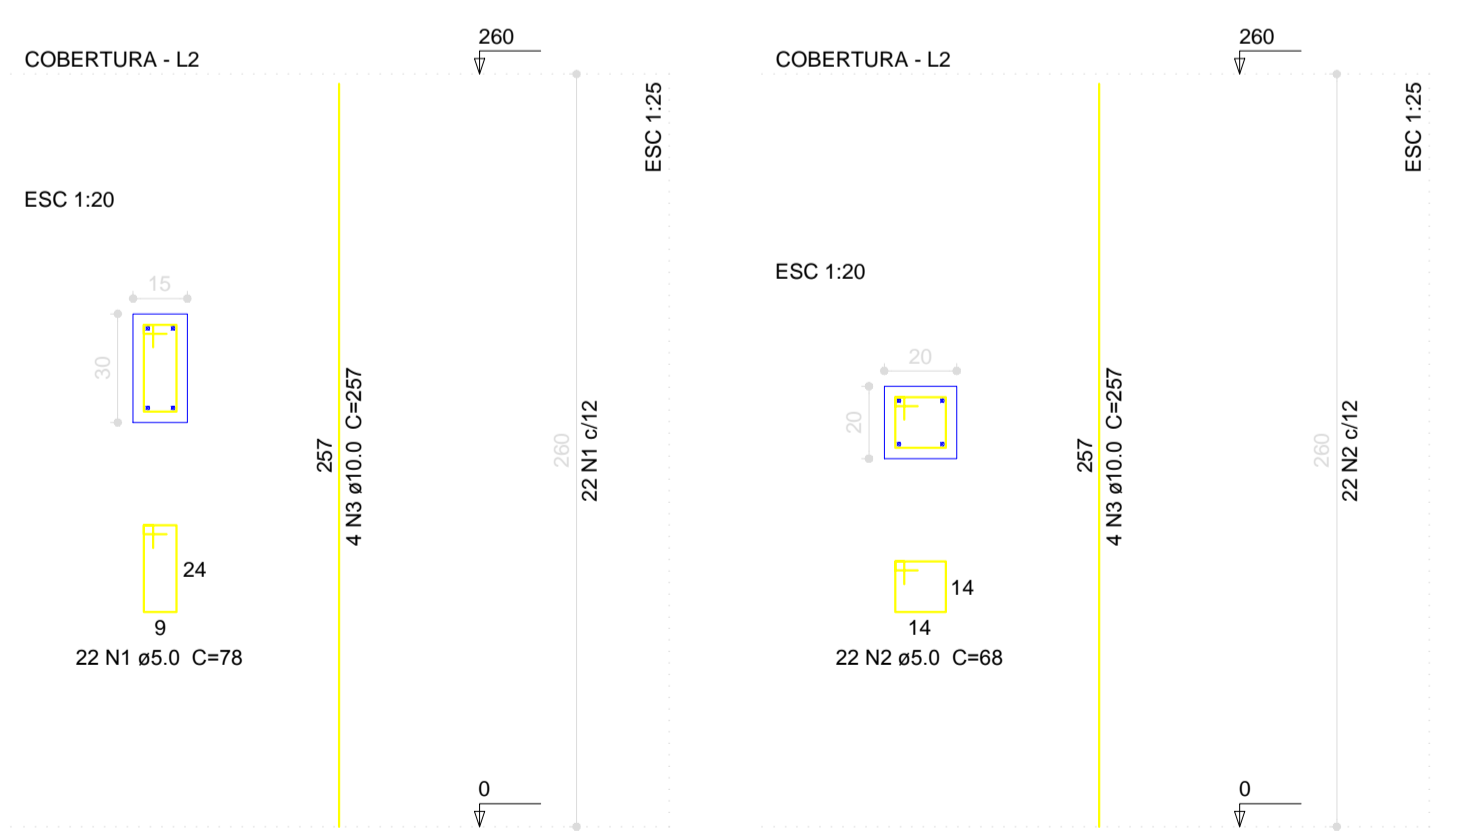 COBERTURA - L2
260
ESC 1:25
ESC 1:20
15
30
257
4 N3 ø10.0  C=257
260
22 N1 c/12
24
9
22 N1 ø5.0  C=78
0
COBERTURA - L2
260
ESC 1:25
ESC 1:20
20
20
257
4 N3 ø10.0  C=257
260
22 N2 c/12
14
14
22 N2 ø5.0  C=68
0